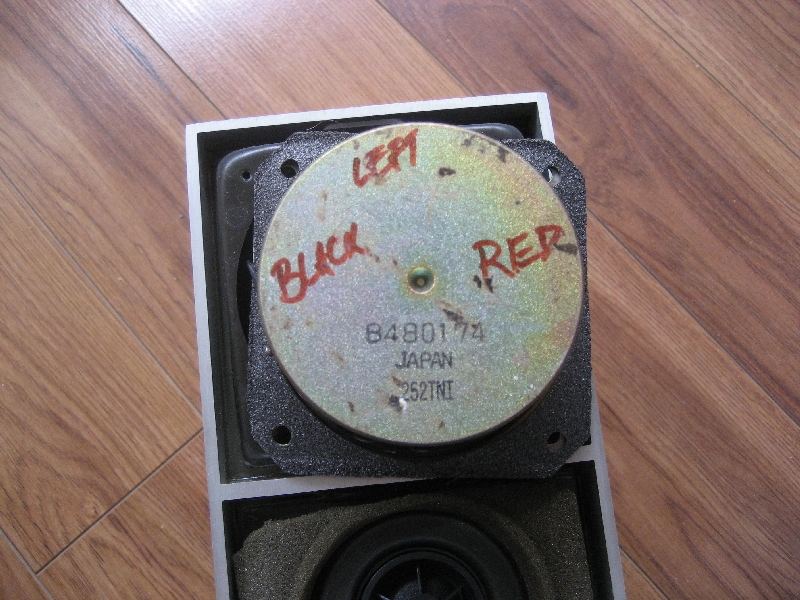 LEFT
BLACK RED
8480174
JAPAN
252TNI